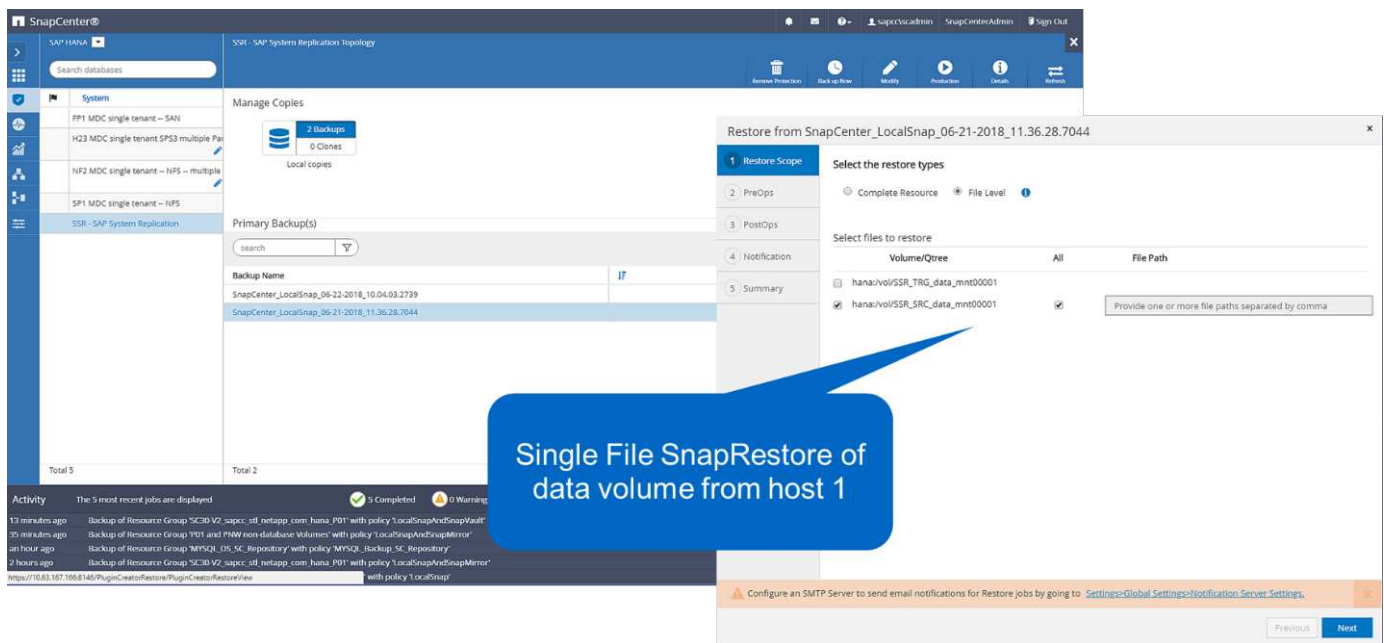 SnapCenter®
sapcc\scadmin SnapCenterAdmin Sign Out
SAP HANA
SSR - SAP System Replication Topology
Search databases
Remove Protection Back up Now Modify Production Details Refresh
System
PP1 MDC single tenant -- SAN
H23 MDC single tenant SPS3 multiple Par
NF2 MDC single tenant -- NFS -- multiple
SP1 MDC single tenant -- NFS
SSR - SAP System Replication
Total 5
Manage Copies
2 Backups
0 Clones
Local copies
Primary Backup(s)
search
Backup Name
SnapCenter_LocalSnap_06-22-2018_10.04.03.2739
SnapCenter_LocalSnap_06-21-2018_11.36.28.7044
Total 2
Activity The 5 most recent jobs are displayed 5 Completed 0 Warning
13 minutes ago Backup of Resource Group 'SC30-V2_sapcc_stl_netapp_com_hana_P01' with policy 'LocalSnapAndSnapVault'
35 minutes ago Backup of Resource Group 'P01 and PNW non-database Volumes' with policy 'LocalSnapAndSnapMirror'
an hour ago Backup of Resource Group 'MYSQL_DS_SC_Repository' with policy 'MYSQL_Backup_SC_Repository'
2 hours ago Backup of Resource Group 'SC30-V2_sapcc_stl_netapp_com_hana_P01' with policy 'LocalSnapAndSnapMirror'
https://10.63.167.166:8146/PluginCreatorRestore/PluginCreatorRestoreView with policy 'LocalSnap'
Restore from SnapCenter_LocalSnap_06-21-2018_11.36.28.7044 x
1 Restore Scope
2 PreOps
3 PostOps
4 Notification
5 Summary
Select the restore types
Complete Resource File Level
Select files to restore
Volume/Qtree All File Path
hana:/vol/SSR_TRG_data_mnt00001
hana:/vol/SSR_SRC_data_mnt00001 Provide one or more file paths separated by comma
Single File SnapRestore of
data volume from host 1
Configure an SMTP Server to send email notifications for Restore jobs by going to Settings>Global Settings>Notification Server Settings.
Previous Next